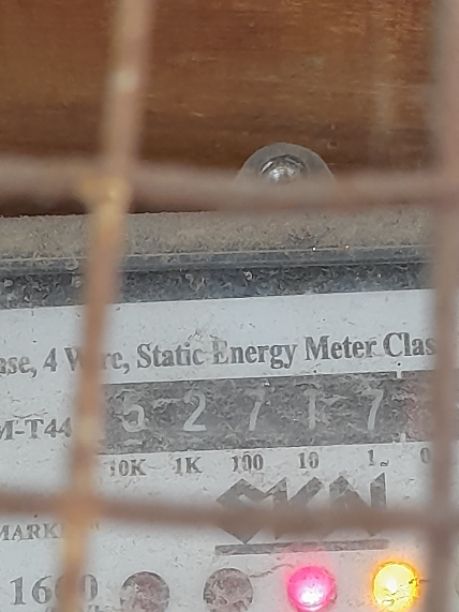 ase, 4 Wire, Static Energy Meter Clas
M-T44 5 2 7 1 7
10K 1K 100 10 1
MARK
1600